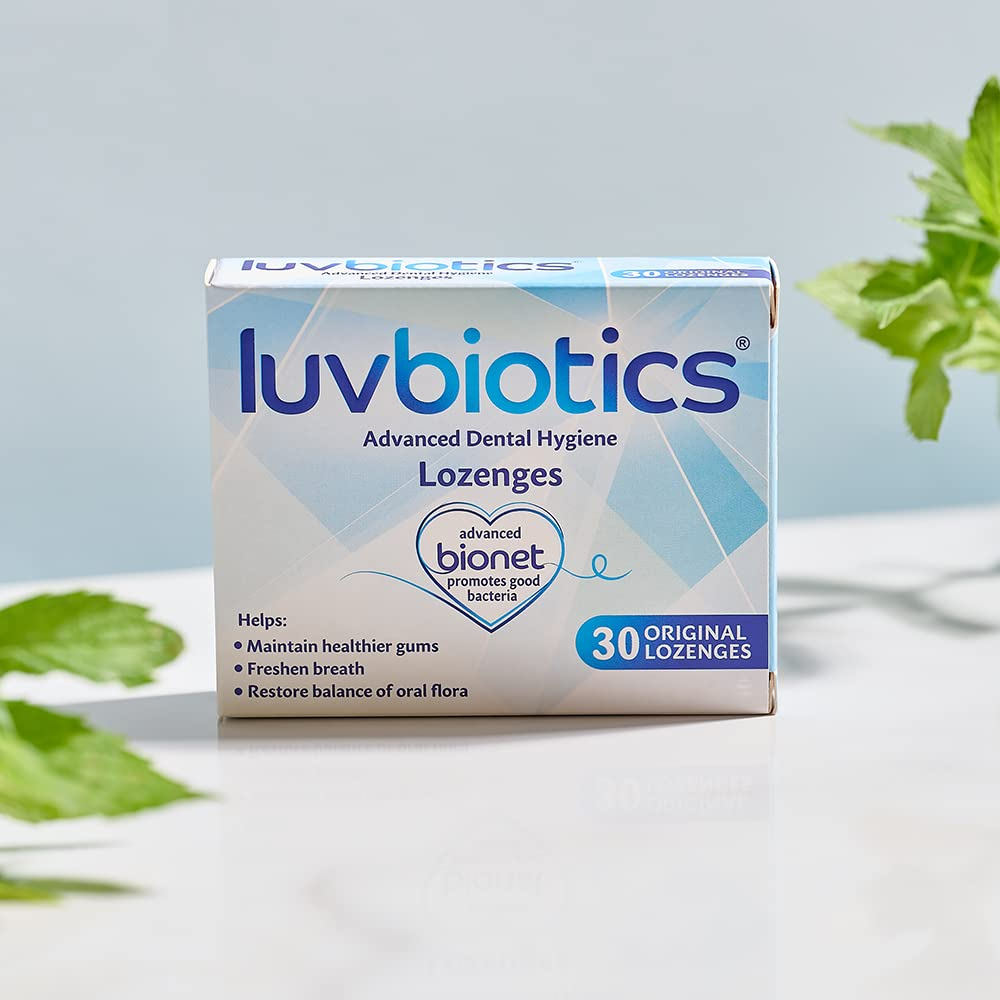 luvbiotics
Advanced Dental Hygiene
Lozenges
30 ORIGINAL
LOZENGES
luvbiotics®
Advanced Dental Hygiene
Lozenges
advanced
bionet
promotes good
bacteria
Helps:
• Maintain healthier gums
• Freshen breath
• Restore balance of oral flora
30 ORIGINAL
LOZENGES